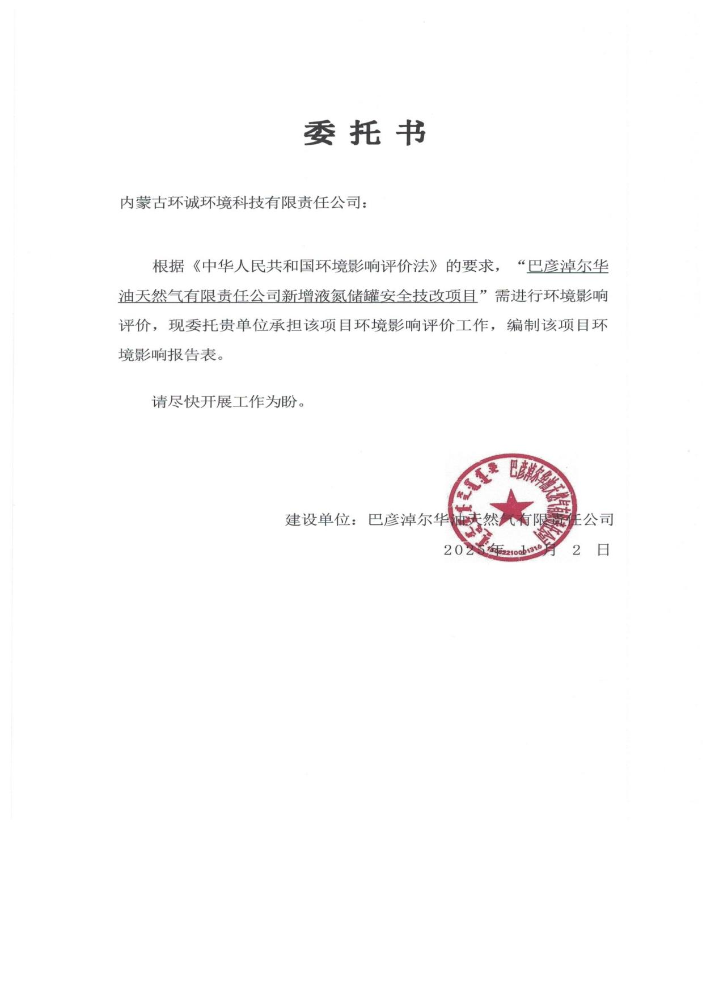 委托书
内蒙古环诚环境科技有限责任公司：
根据《中华人民共和国环境影响评价法》的要求，“巴彦淖尔华
油天然气有限责任公司新增液氮储罐安全技改项目”需进行环境影响
评价，现委托贵单位承担该项目环境影响评价工作，编制该项目环
境影响报告表。
请尽快开展工作为盼。
巴彦淖尔华油天然气有限责任公司
建设单位：巴彦淖尔华油天然气有限责任公司
2025年 1 月 2 日